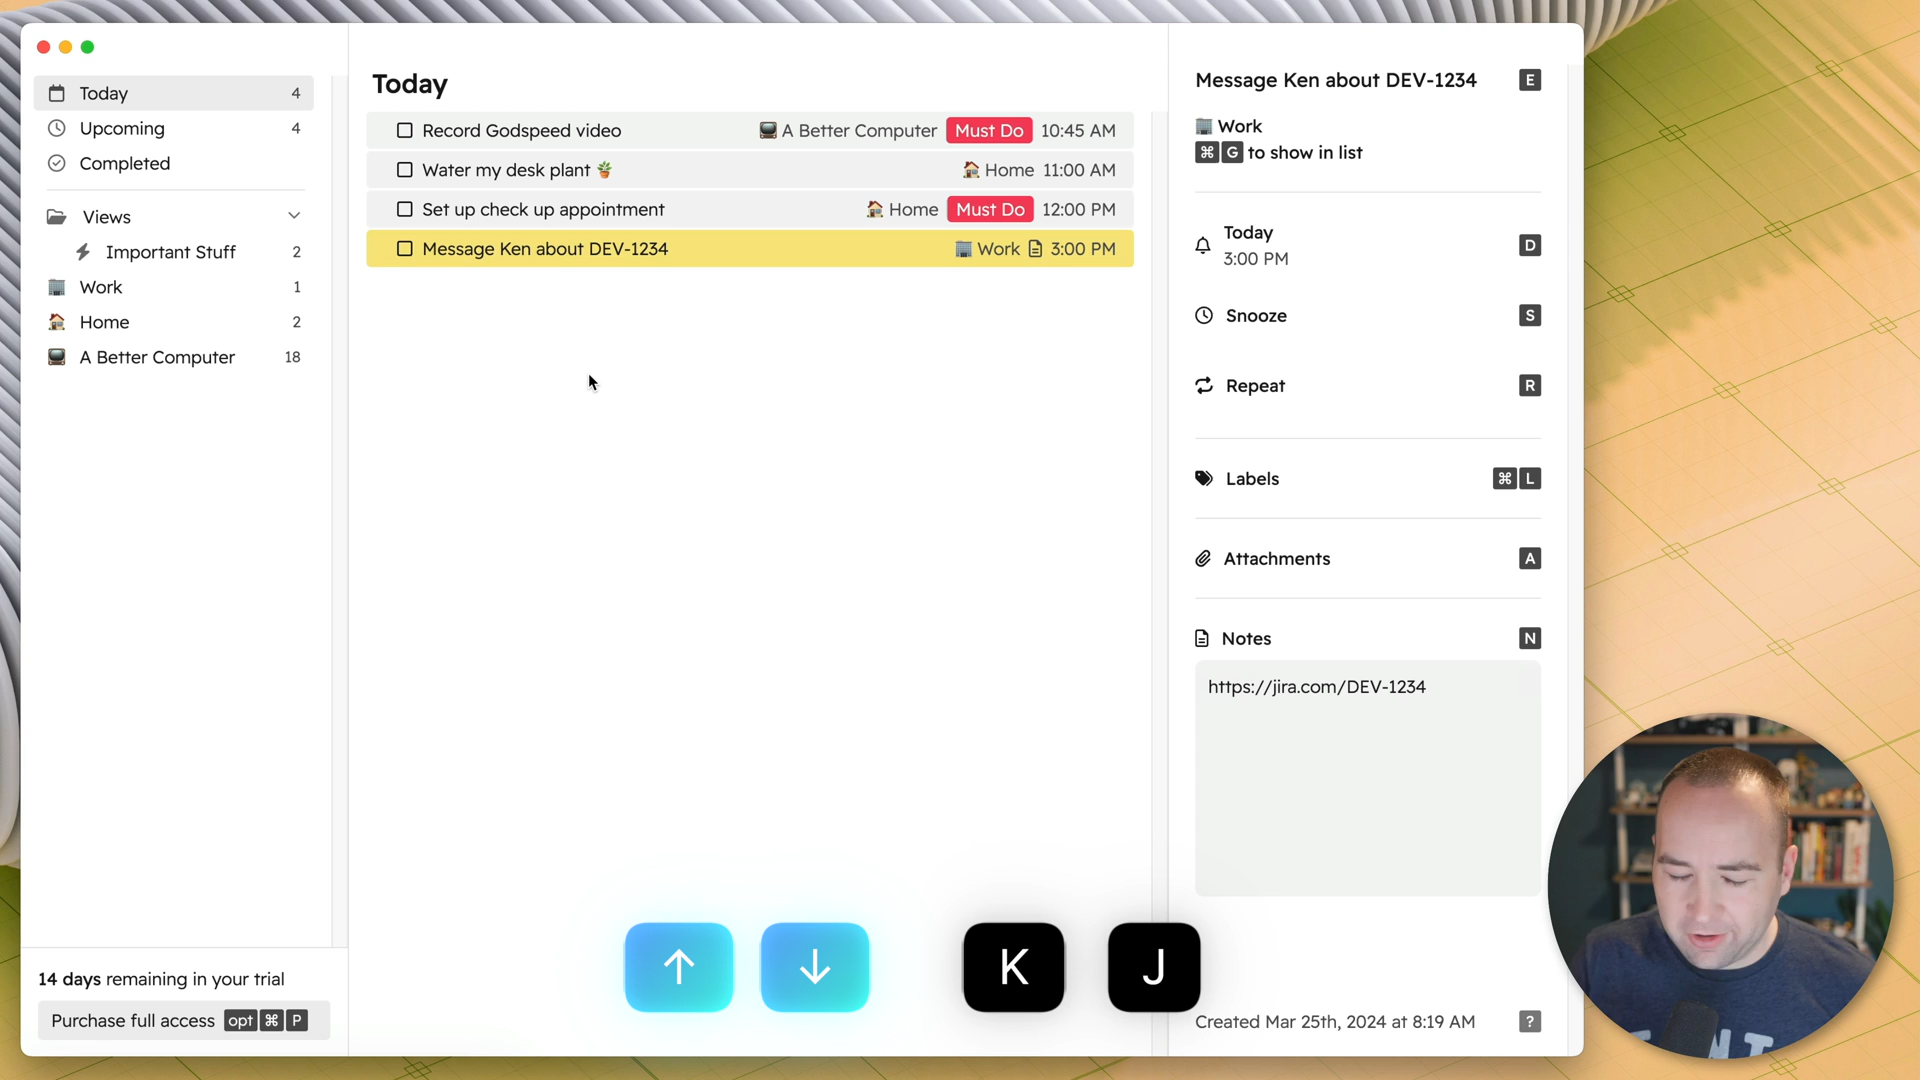 Today 4
Upcoming 4
Completed
Views
Important Stuff 2
Work 1
Home 2
A Better Computer 18
14 days remaining in your trial
Purchase full access opt ⌘ P
Today
Record Godspeed video A Better Computer Must Do 10:45 AM
Water my desk plant Home 11:00 AM
Set up check up appointment Home Must Do 12:00 PM
Message Ken about DEV-1234 Work 3:00 PM
Message Ken about DEV-1234 E
Work
⌘ G to show in list
Today D
3:00 PM
Snooze S
Repeat R
Labels ⌘ L
Attachments A
Notes N
https://jira.com/DEV-1234
Created Mar 25th, 2024 at 8:19 AM ?
↑ ↓ K J